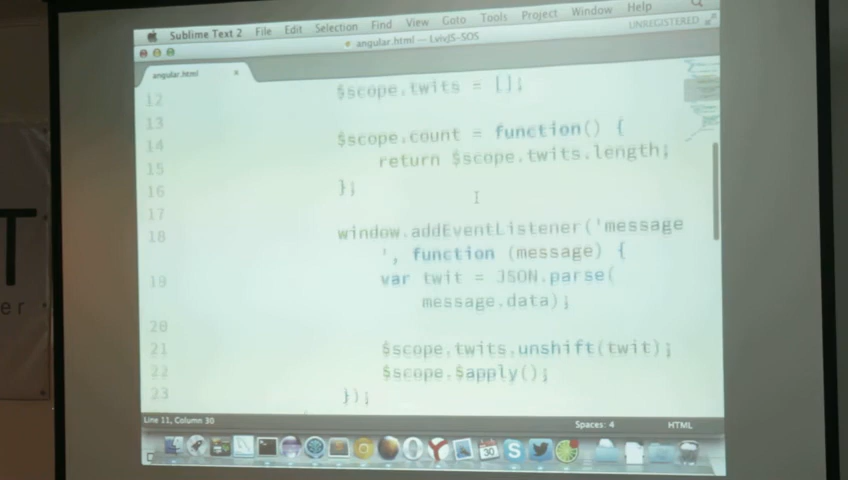 Sublime Text 2 File Edit Selection Find View Goto Tools Project Window Help
angular.html — LvivJS-SOS
UNREGISTERED
angular.html
12 $scope.twits = [];
13
14 $scope.count = function() {
15 return $scope.twits.length;
16 };
17
18 window.addEventListener('message
', function (message) {
19 var twit = JSON.parse(
message.data);
20
21 $scope.twits.unshift(twit);
22 $scope.$apply();
23 });
Line 11, Column 30 Spaces: 4 HTML
30
T
er